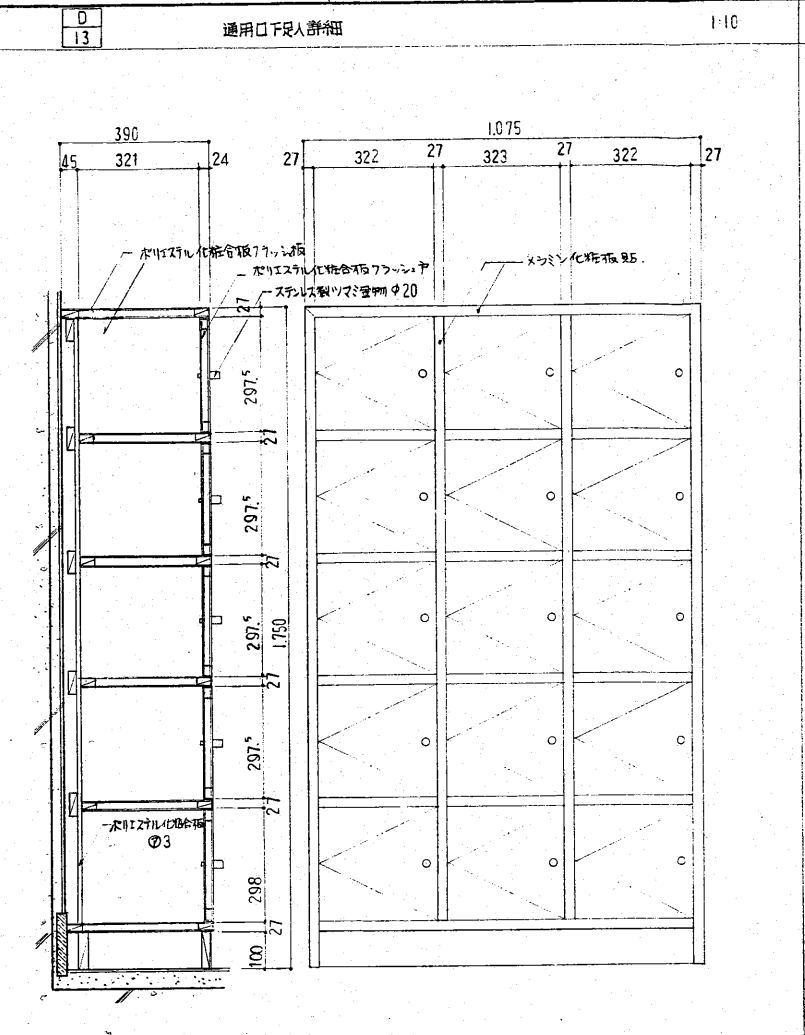 D
13
通用口下足入詳細
1:10
390
45 321 24
1.075
27 322 27 323 27 322 27
ポリエステル化粧合板フラッシュ板
ポリエステル化粧合板フラッシュ戸
ステンレス製ツマミ金物 φ20
メラミン化粧板貼.
27
297.5
27
297.5
27
297.5
1.750
27
297.5
27
ポリエステル化粧合板
⑦3
298
27
100